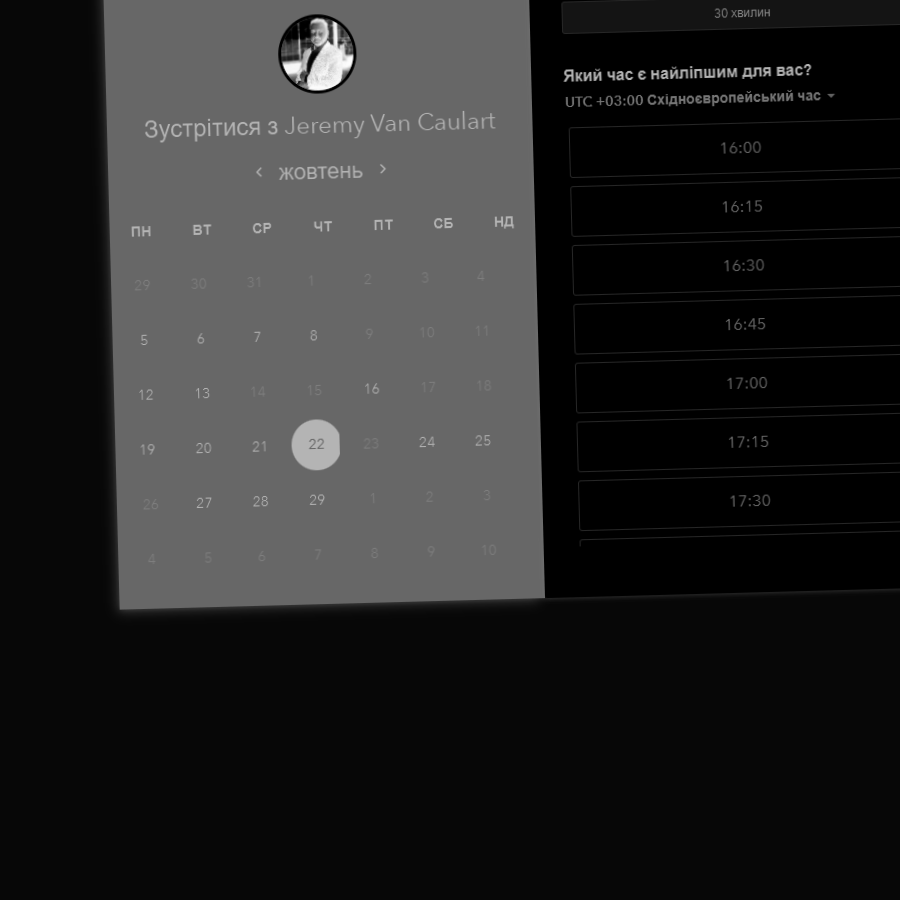 Зустрітися з Jeremy Van Caulart
‹ жовтень ›
ПН ВТ СР ЧТ ПТ СБ НД
29 30 31 1 2 3 4
5 6 7 8 9 10 11
12 13 14 15 16 17 18
19 20 21 22 23 24 25
26 27 28 29 1 2 3
4 5 6 7 8 9 10
30 хвилин
Який час є найліпшим для вас?
UTC +03:00 Східноєвропейський час
16:00
16:15
16:30
16:45
17:00
17:15
17:30